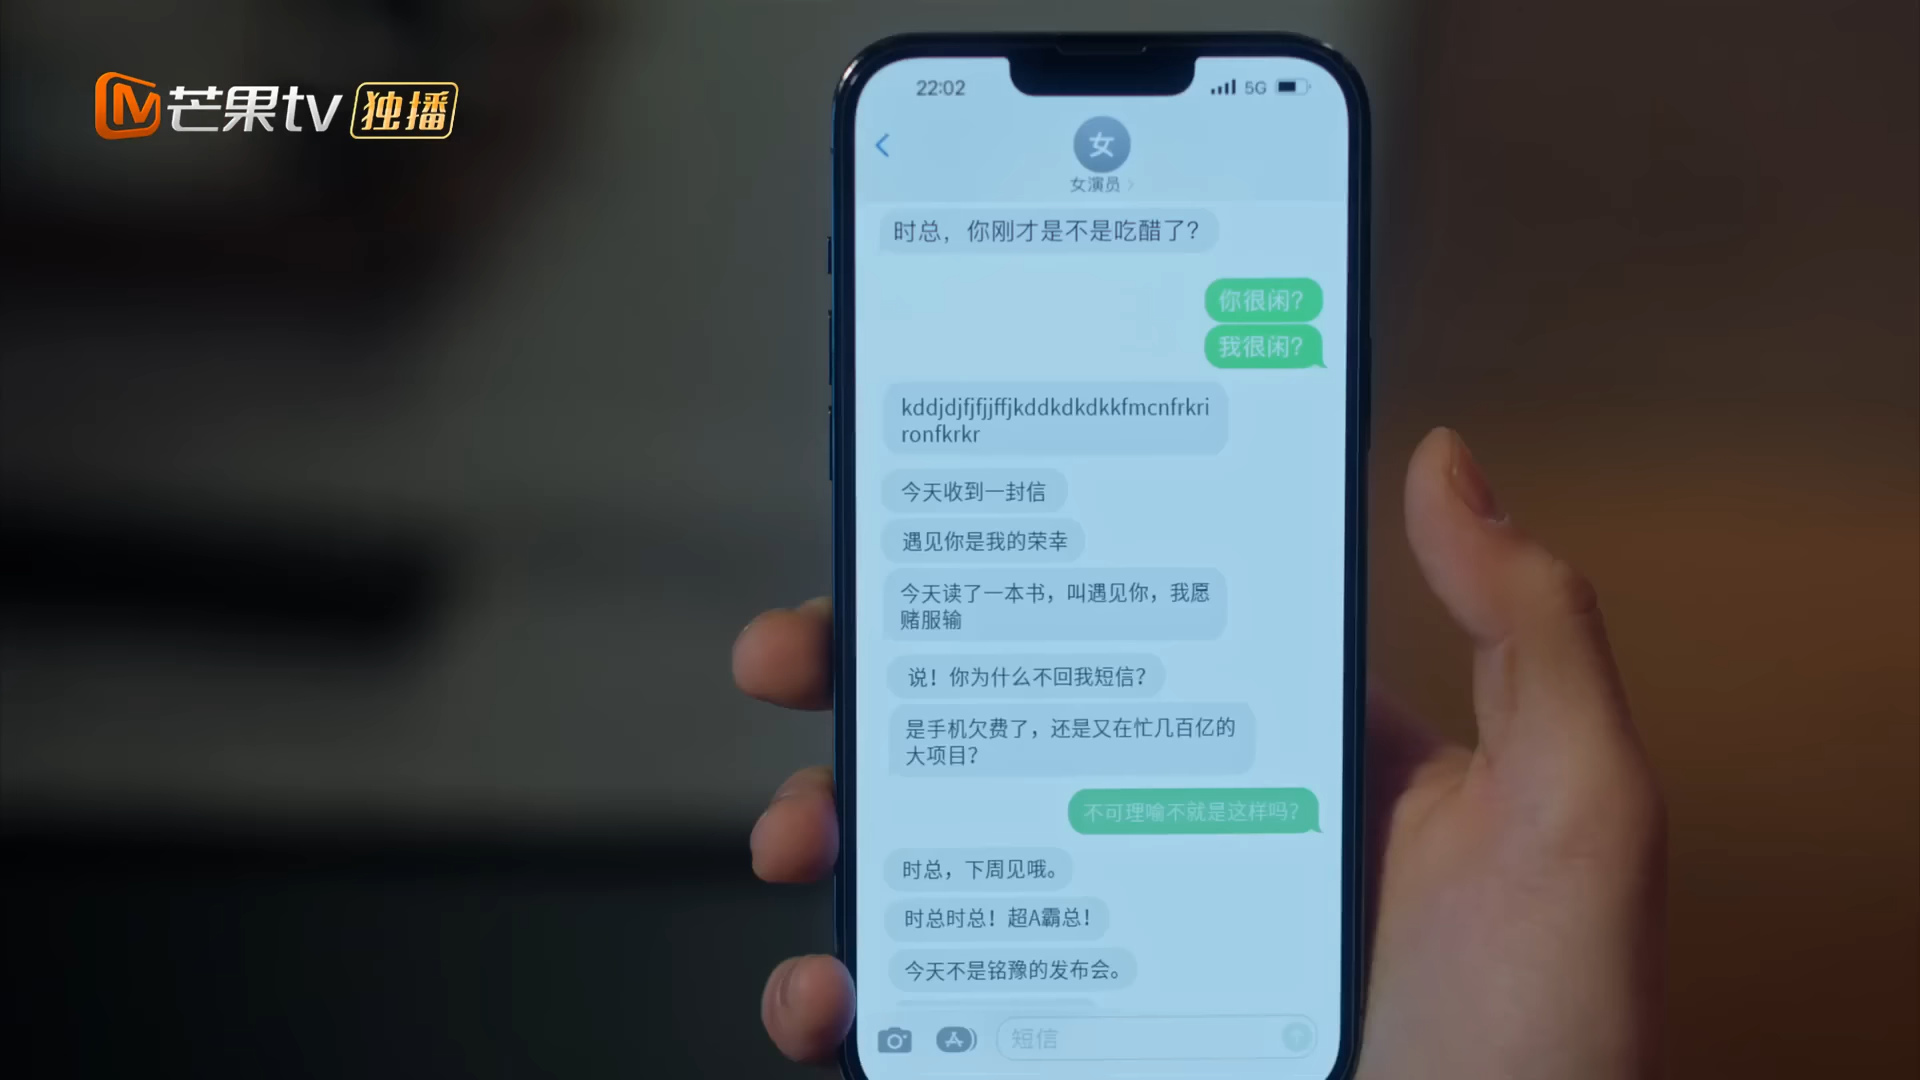 芒果tv 独播
22:02
5G
女
女演员
时总，你刚才是不是吃醋了？
你很闲？
我很闲？
kddjdjfjfjjffjkddkdkdkkfmcnfrkri
ronfkrkr
今天收到一封信
遇见你是我的荣幸
今天读了一本书，叫遇见你，我愿
赌服输
说！你为什么不回我短信？
是手机欠费了，还是又在忙几百亿的
大项目？
不可理喻不就是这样吗？
时总，下周见哦。
时总时总！超A霸总！
今天不是铭豫的发布会。
短信